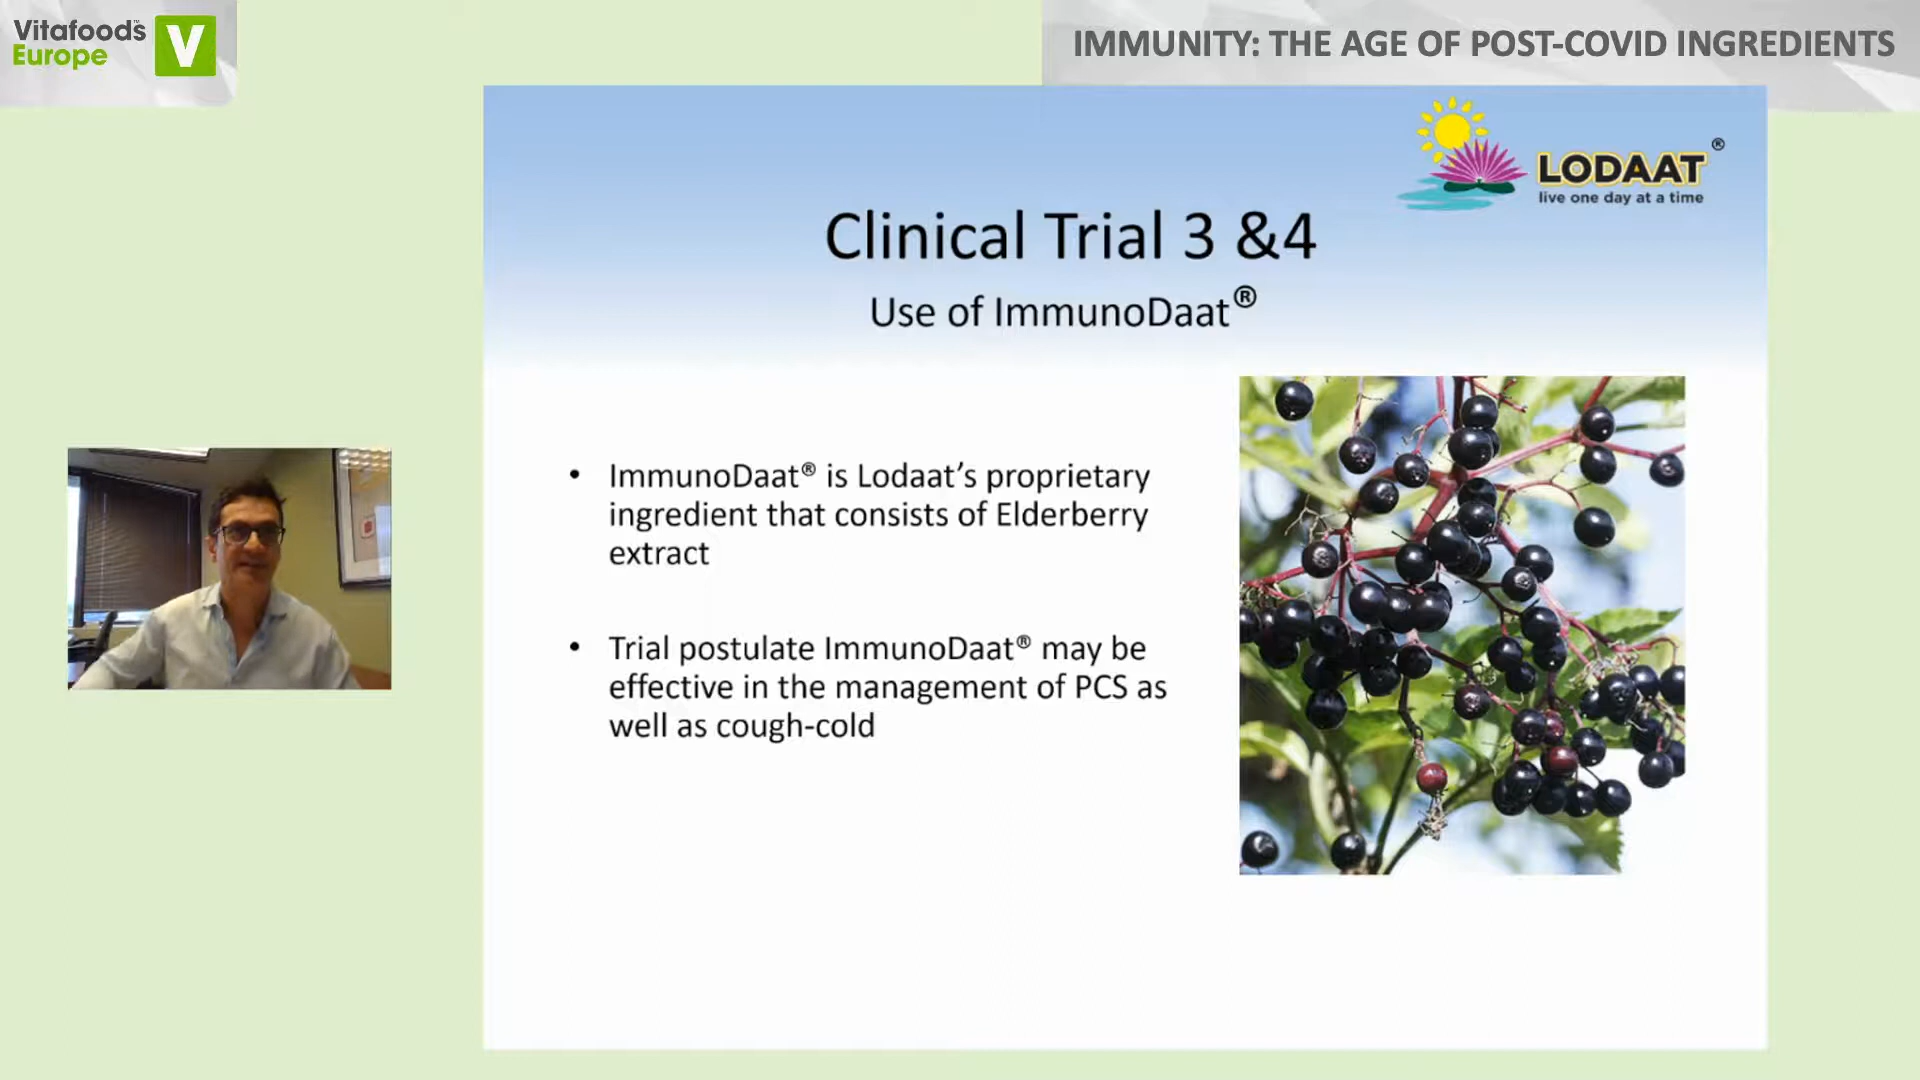 Vitafoods™
Europe
V
IMMUNITY: THE AGE OF POST-COVID INGREDIENTS
LODAAT®
live one day at a time
Clinical Trial 3 &4
Use of ImmunoDaat®
• ImmunoDaat® is Lodaat’s proprietary
ingredient that consists of Elderberry
extract
• Trial postulate ImmunoDaat® may be
effective in the management of PCS as
well as cough-cold